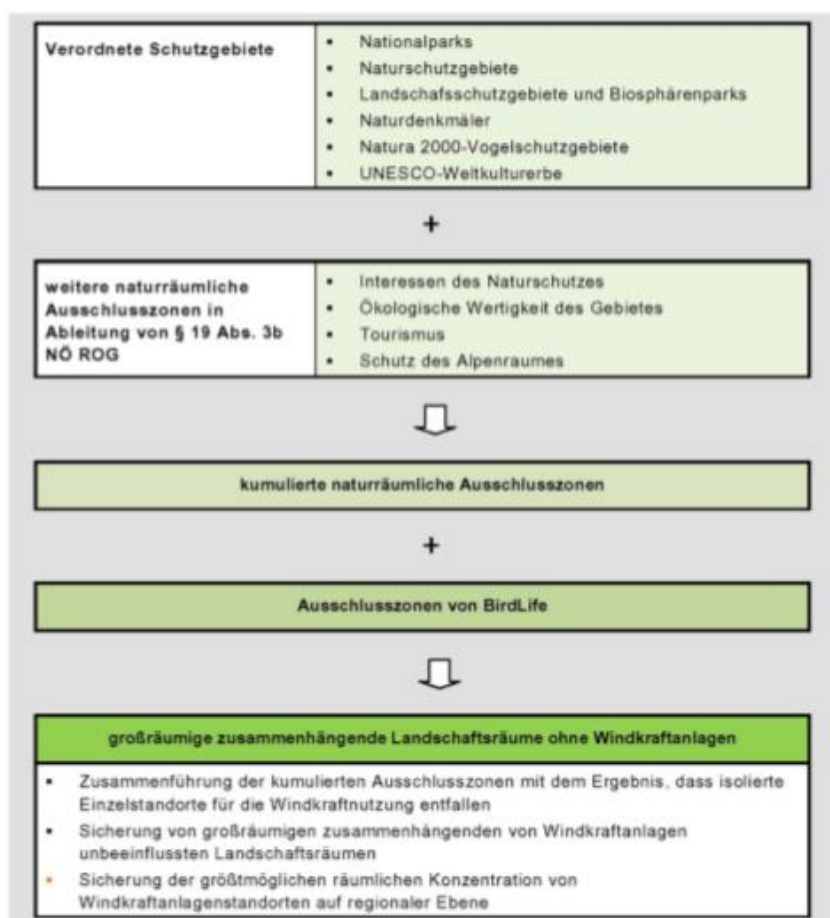 Verordnete Schutzgebiete
▪ Nationalparks
▪ Naturschutzgebiete
▪ Landschafsschutzgebiete und Biosphärenparks
▪ Naturdenkmäler
▪ Natura 2000-Vogelschutzgebiete
▪ UNESCO-Weltkulturerbe
+
weitere naturräumliche
Ausschlusszonen in
Ableitung von § 19 Abs. 3b
NÖ ROG
▪ Interessen des Naturschutzes
▪ Ökologische Wertigkeit des Gebietes
▪ Tourismus
▪ Schutz des Alpenraumes
kumulierte naturräumliche Ausschlusszonen
+
Ausschlusszonen von BirdLife
großräumige zusammenhängende Landschaftsräume ohne Windkraftanlagen
▪ Zusammenführung der kumulierten Ausschlusszonen mit dem Ergebnis, dass isolierte
Einzelstandorte für die Windkraftnutzung entfallen
▪ Sicherung von großräumigen zusammenhängenden von Windkraftanlagen
unbeeinflussten Landschaftsräumen
▪ Sicherung der größtmöglichen räumlichen Konzentration von
Windkraftanlagenstandorten auf regionaler Ebene